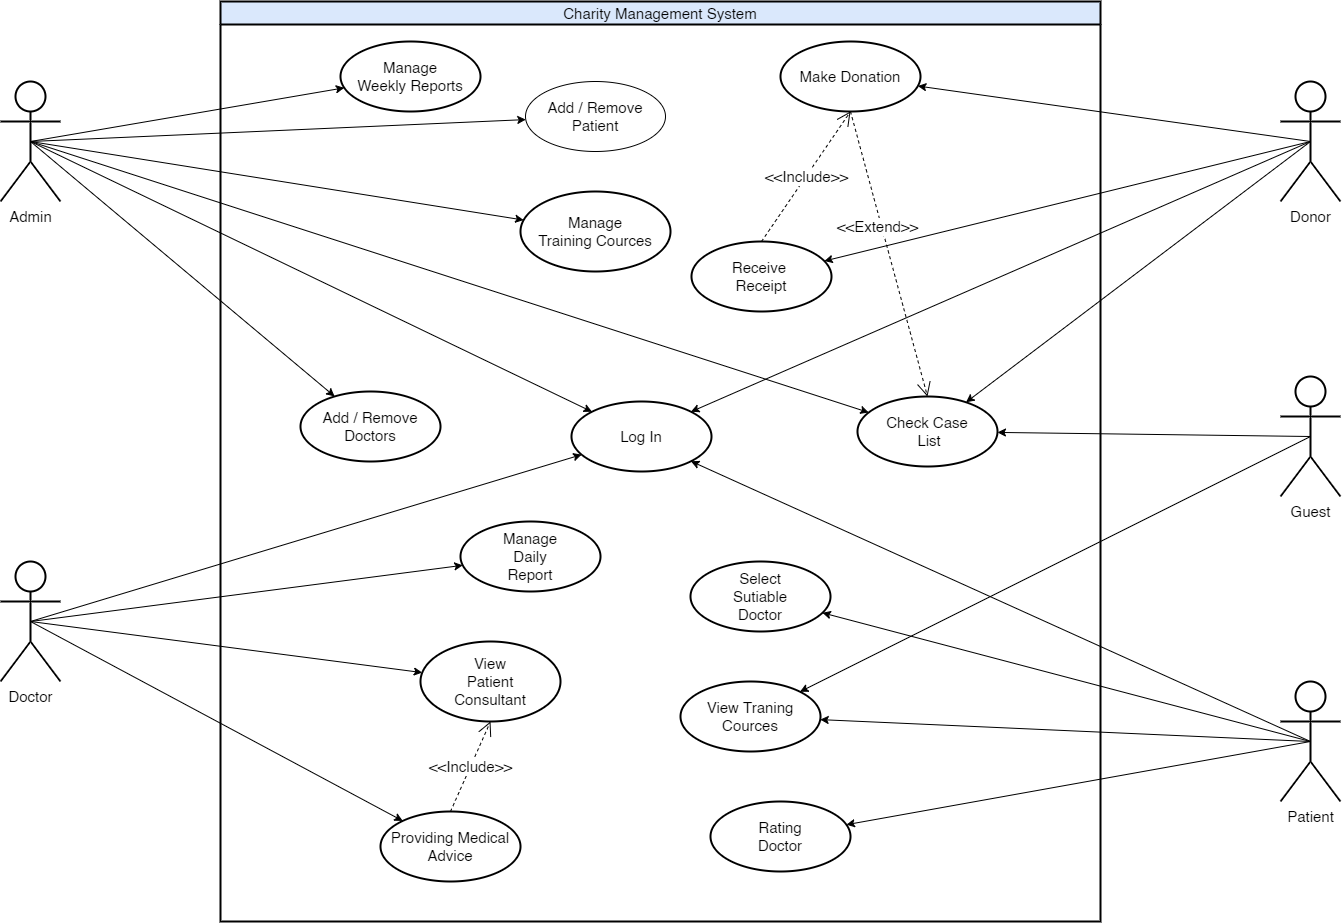 Charity Management System
Manage
Weekly Reports
Add / Remove
Patient
Make Donation
Admin
Donor
<<Include>>
Manage
Training Cources
<<Extend>>
Receive
Receipt
Add / Remove
Doctors
Log In
Check Case
List
Guest
Manage
Daily
Report
Select
Sutiable
Doctor
View
Patient
Consultant
Doctor
View Traning
Cources
<<Include>>
Providing Medical
Advice
Rating
Doctor
Patient